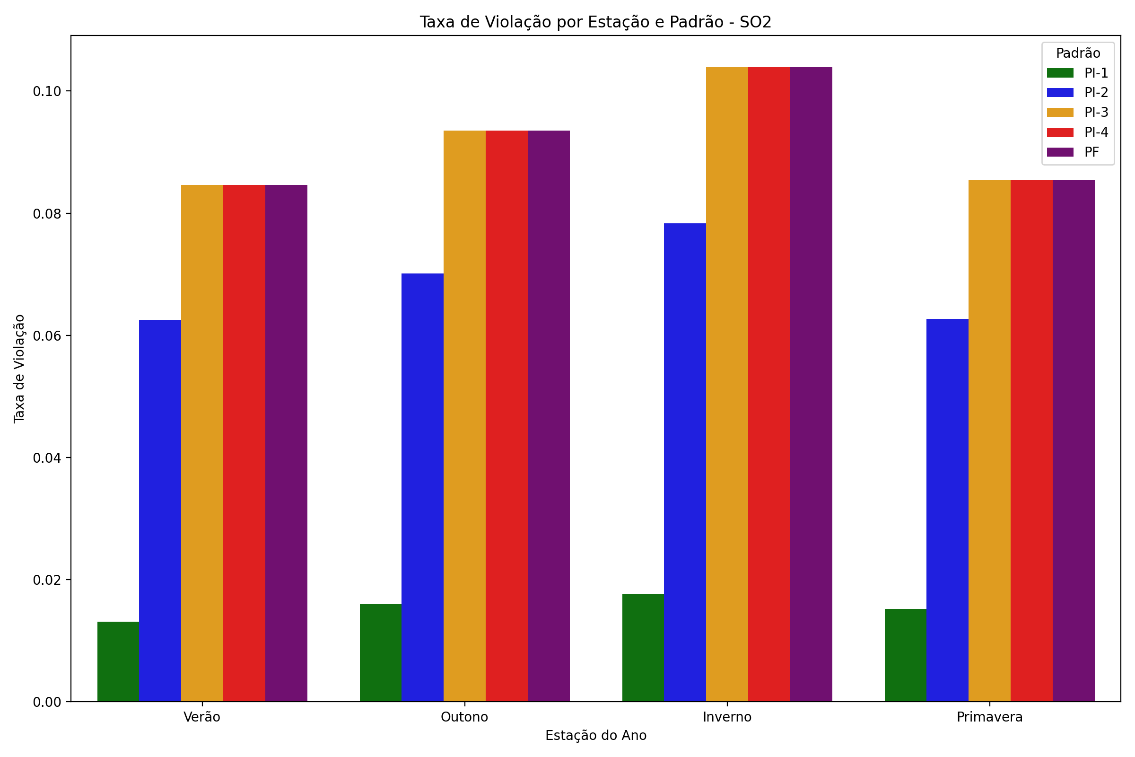 Taxa de Violação por Estação e Padrão - SO2
Padrão
PI-1
PI-2
PI-3
PI-4
PF
Taxa de Violação
0.10
0.08
0.06
0.04
0.02
0.00
Verão
Outono
Inverno
Primavera
Estação do Ano